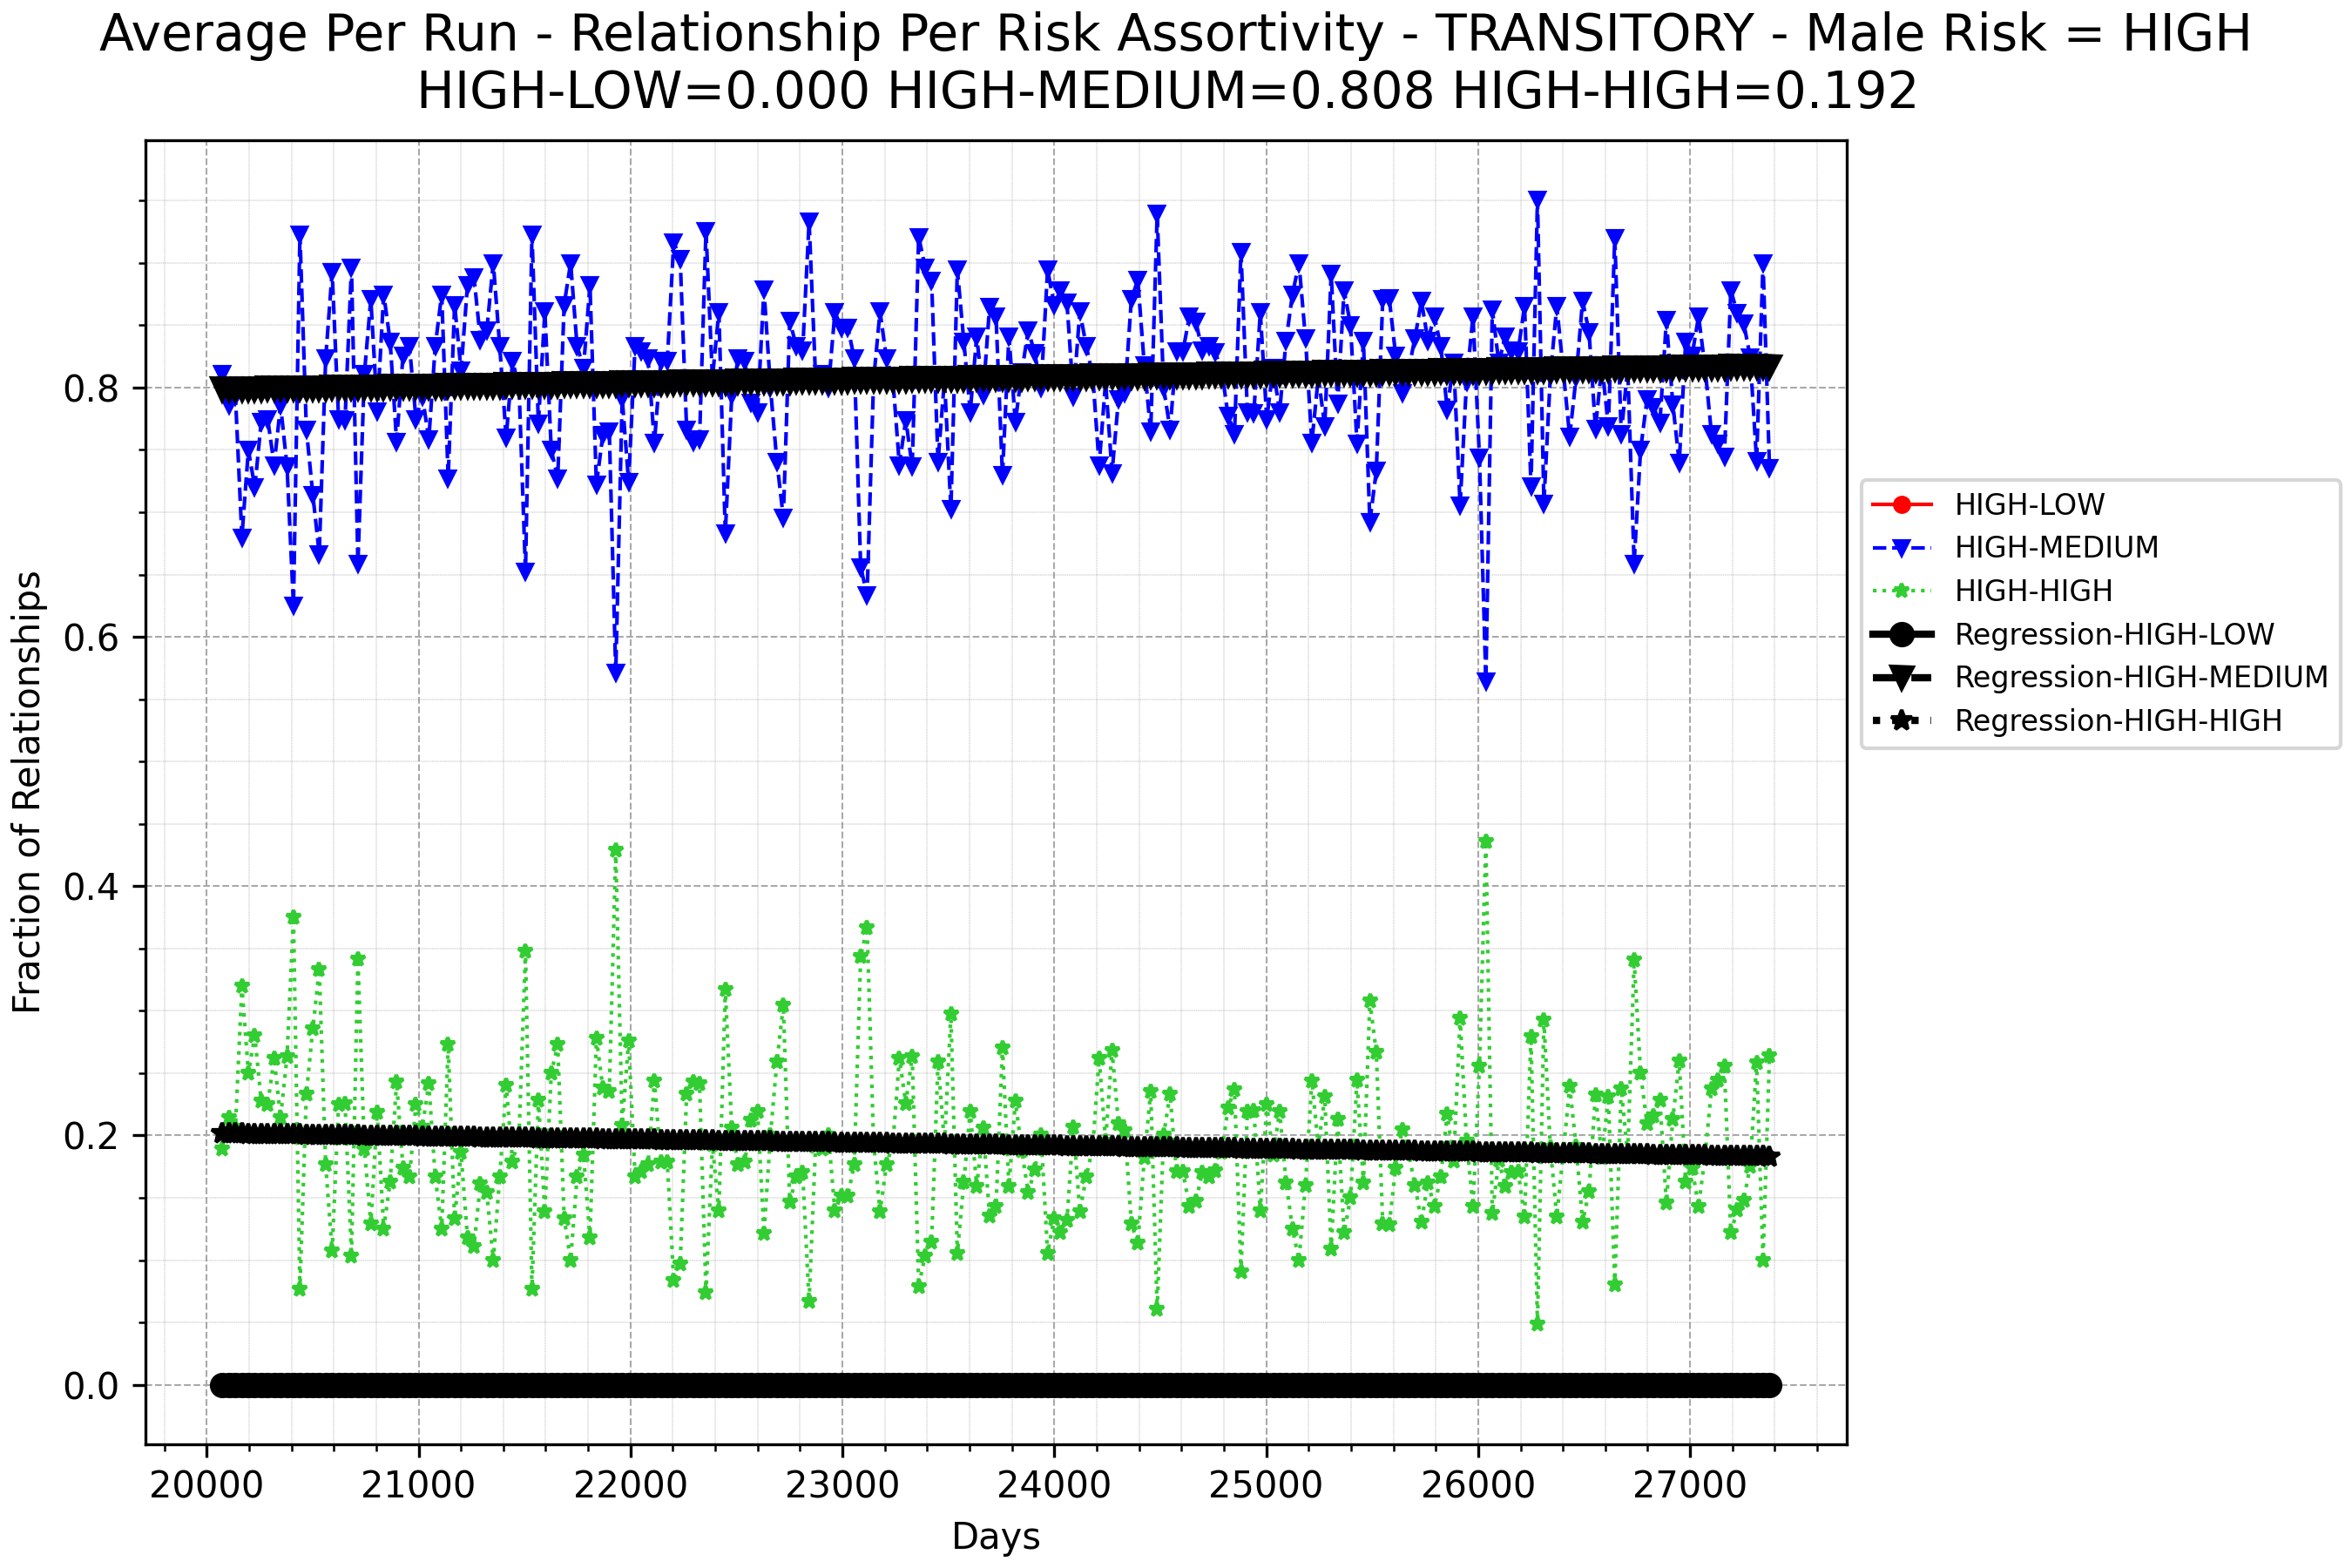 Average Per Run - Relationship Per Risk Assortivity - TRANSITORY - Male Risk = HIGH
HIGH-LOW=0.000 HIGH-MEDIUM=0.808 HIGH-HIGH=0.192
Fraction of Relationships
0.8
0.6
0.4
0.2
0.0
20000 21000 22000 23000 24000 25000 26000 27000
Days
HIGH-LOW
HIGH-MEDIUM
HIGH-HIGH
Regression-HIGH-LOW
Regression-HIGH-MEDIUM
Regression-HIGH-HIGH